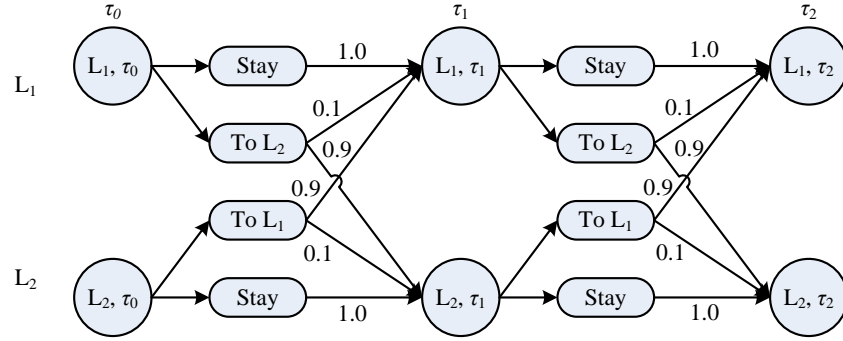 τ₀ τ₁ τ₂
L₁ L₁, τ₀ Stay 1.0 L₁, τ₁ Stay 1.0 L₁, τ₂
To L₂ 0.1 To L₂ 0.1
0.9 0.9
0.9 0.9
To L₁ 0.1 To L₁ 0.1
L₂ L₂, τ₀ Stay 1.0 L₂, τ₁ Stay 1.0 L₂, τ₂